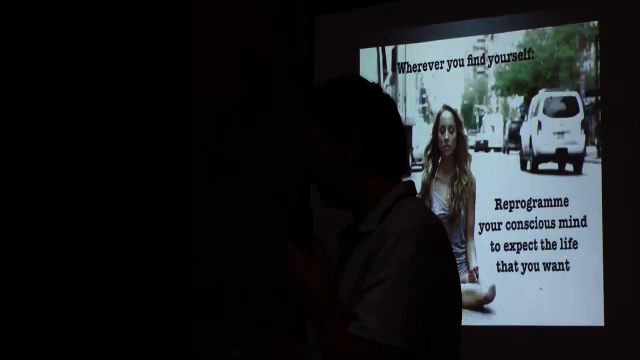 Wherever you find yourself:
Reprogramme
your conscious mind
to expect the life
that you want